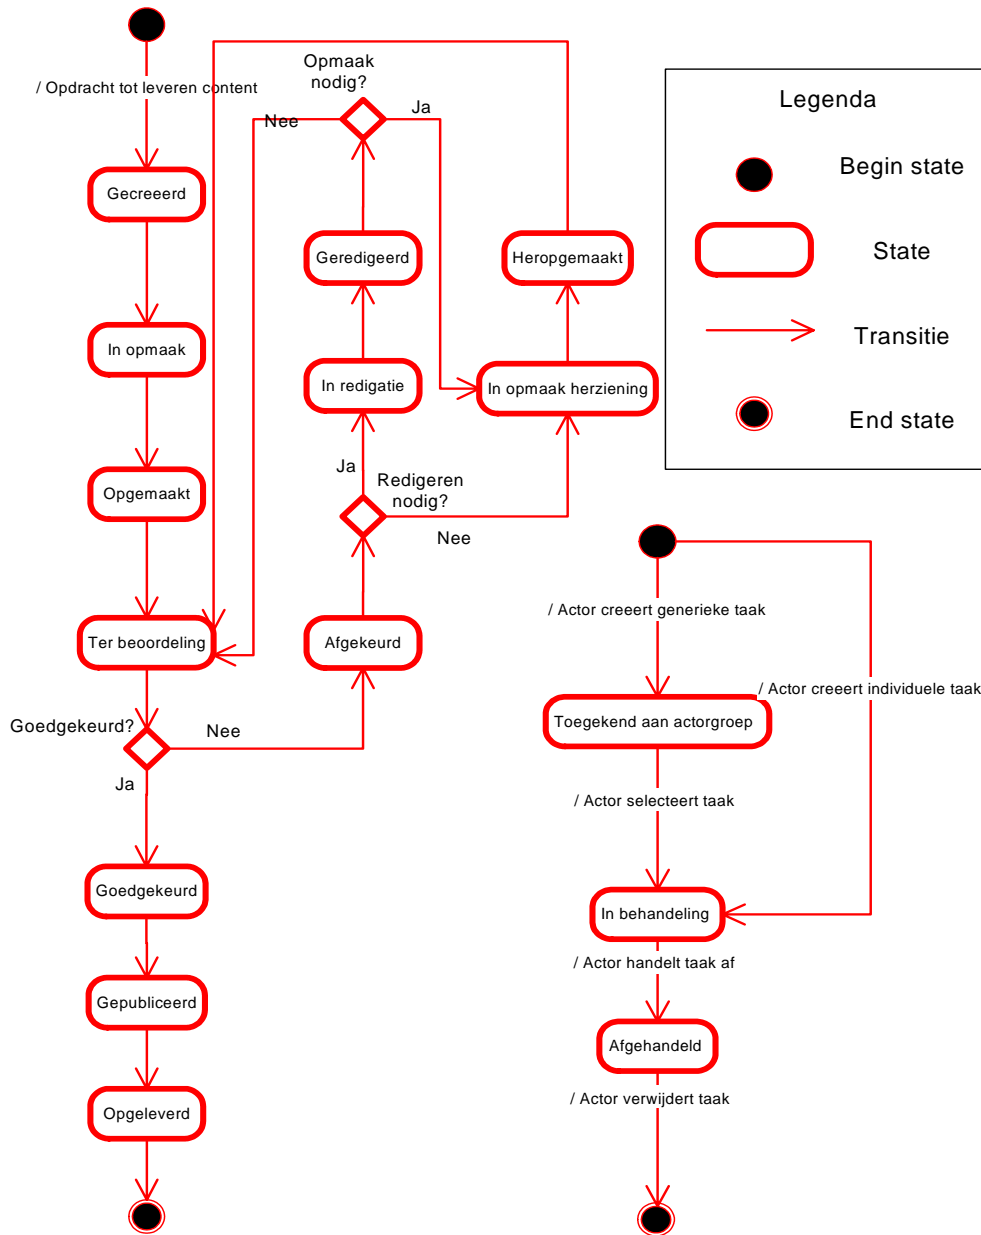 Opmaak
nodig?
/ Opdracht tot leveren content
Nee
Ja
Gecreeerd
Geredigeerd
Heropgemaakt
In opmaak
In redigatie
In opmaak herziening
Ja
Redigeren
nodig?
Nee
Opgemaakt
Ter beoordeling
Afgekeurd
Goedgekeurd?
Nee
Ja
Goedgekeurd
Gepubliceerd
Opgeleverd
Legenda
Begin state
State
Transitie
End state
/ Actor creeert generieke taak
/ Actor creeert individuele taak
Toegekend aan actorgroep
/ Actor selecteert taak
In behandeling
/ Actor handelt taak af
Afgehandeld
/ Actor verwijdert taak